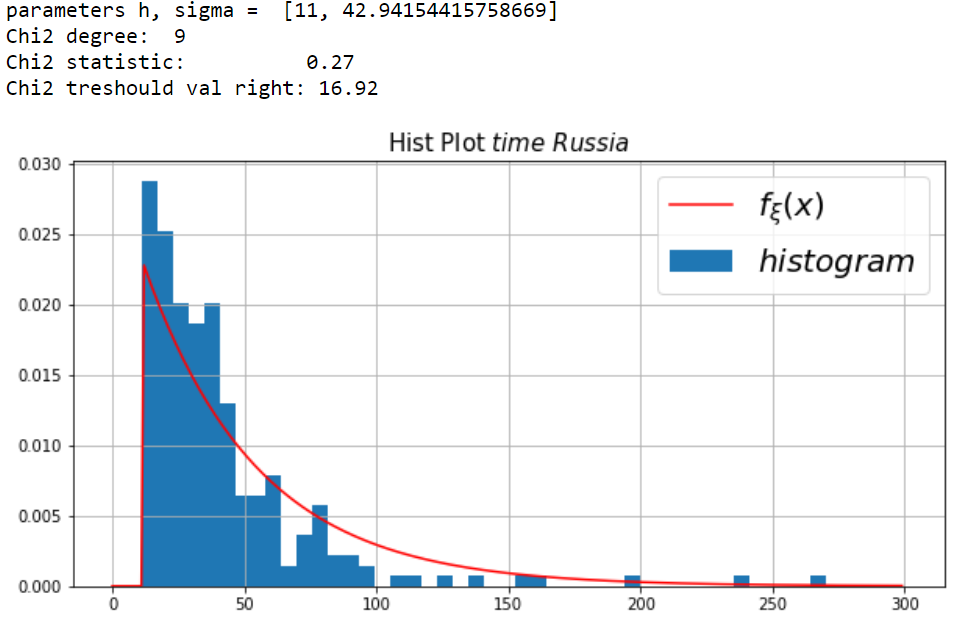 parameters h, sigma =  [11, 42.94154415758669]
Chi2 degree:  9
Chi2 statistic:            0.27
Chi2 treshould val right: 16.92
Hist Plot time Russia
0.030
0.025
0.020
0.015
0.010
0.005
0.000
fξ(x)
histogram
0 50 100 150 200 250 300